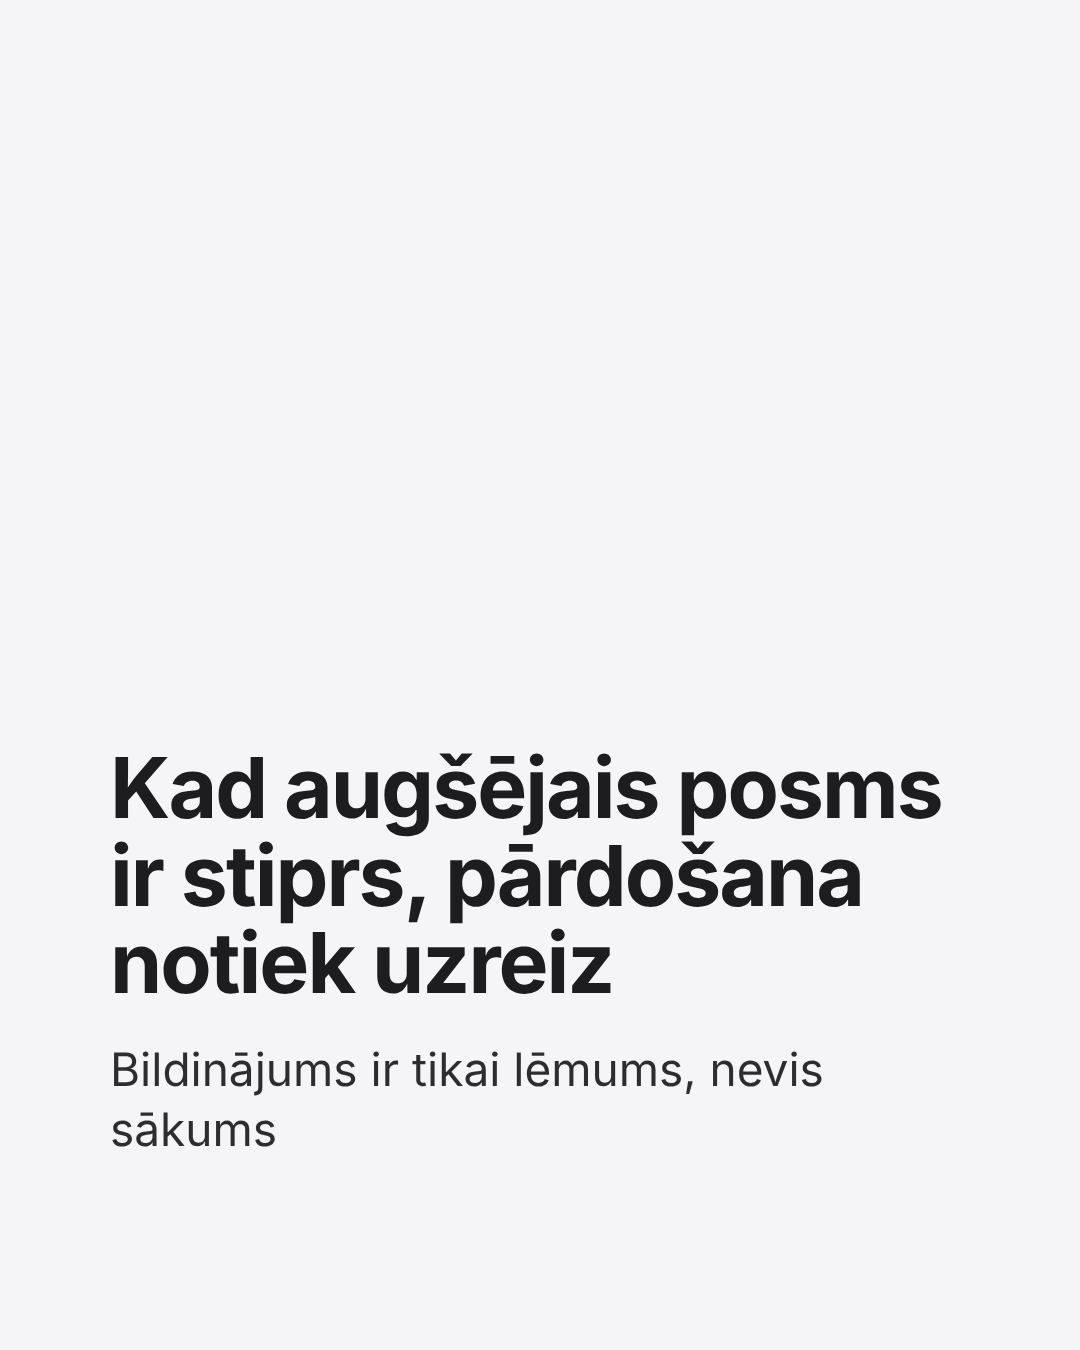 Kad augšējais posms
ir stiprs, pārdošana
notiek uzreiz
Bildinājums ir tikai lēmums, nevis
sākums